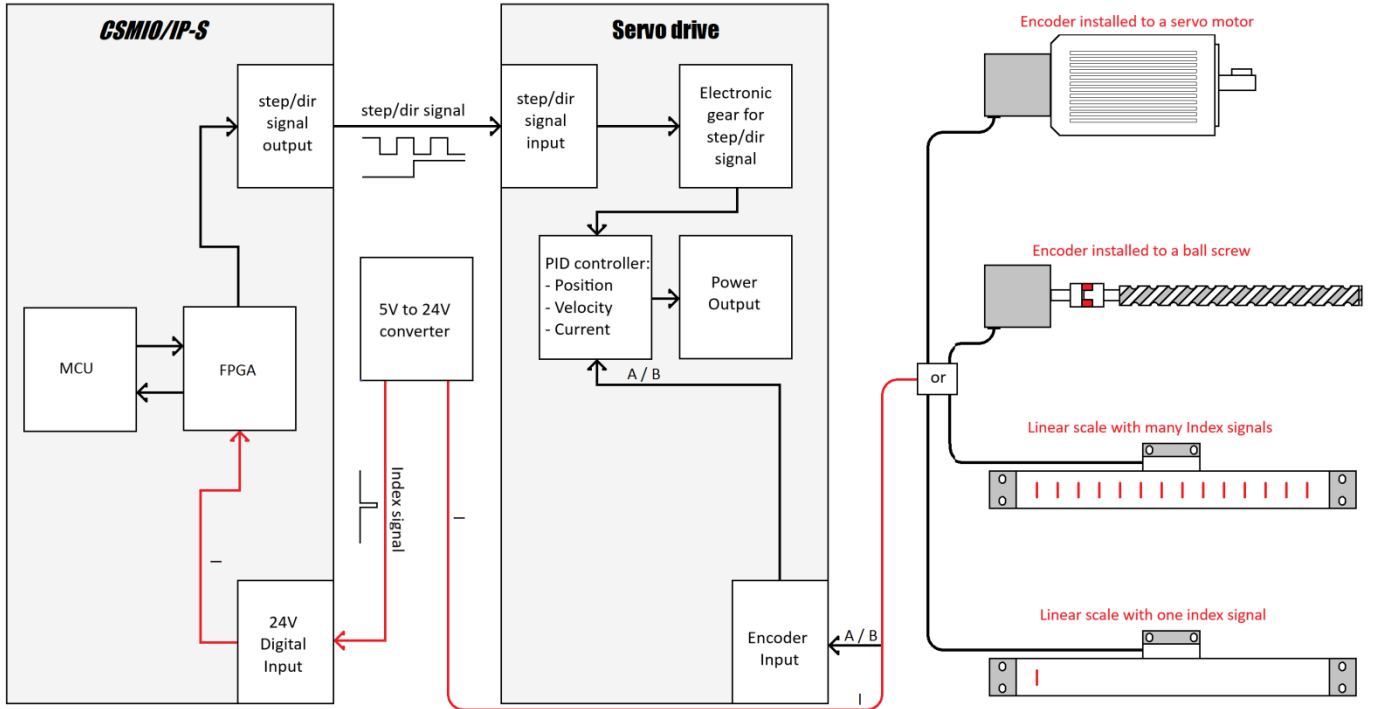 CSMIO/IP-S
step/dir
signal
output
MCU
FPGA
I
24V
Digital
Input
step/dir signal
5V to 24V
converter
Index signal
I
Servo drive
step/dir
signal
input
Electronic
gear for
step/dir
signal
PID controller:
- Position
- Velocity
- Current
Power
Output
A / B
Encoder
Input
A / B
I
or
Encoder installed to a servo motor
Encoder installed to a ball screw
Linear scale with many Index signals
Linear scale with one index signal